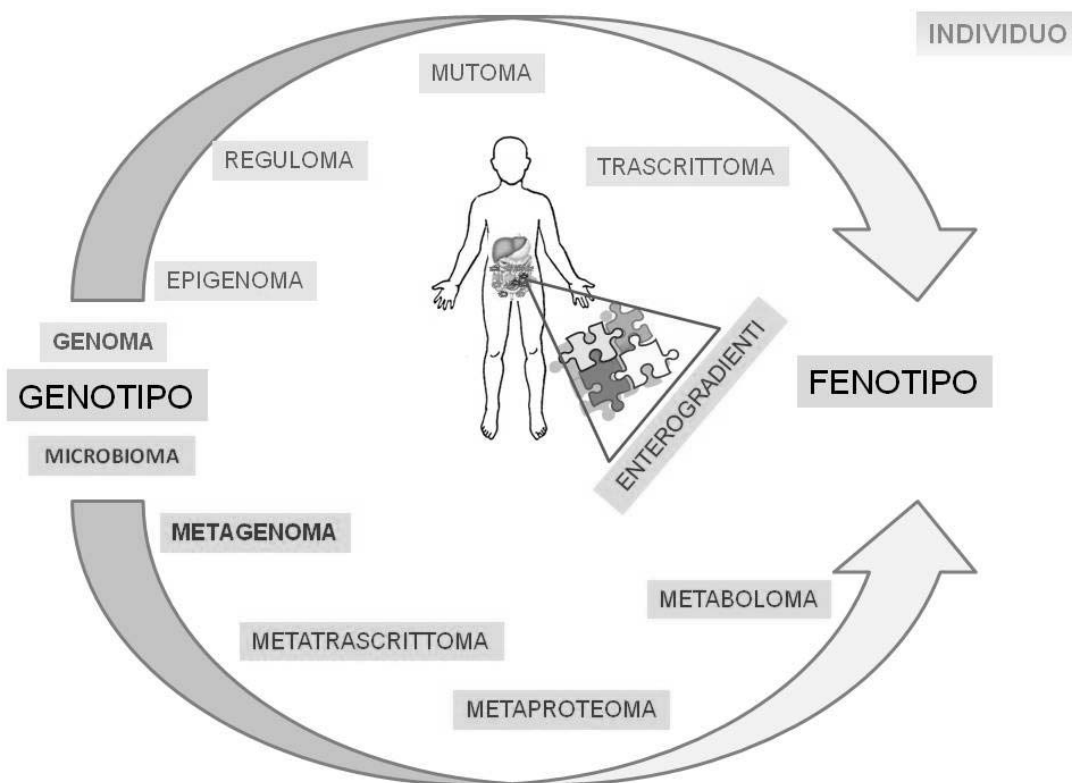 INDIVIDUO
MUTOMA
REGULOMA
TRASCRITTOMA
EPIGENOMA
GENOMA
GENOTIPO
MICROBIOMA
ENTEROGRADIENTI
FENOTIPO
METAGENOMA
METABOLOMA
METATRASCRITTOMA
METAPROTEOMA